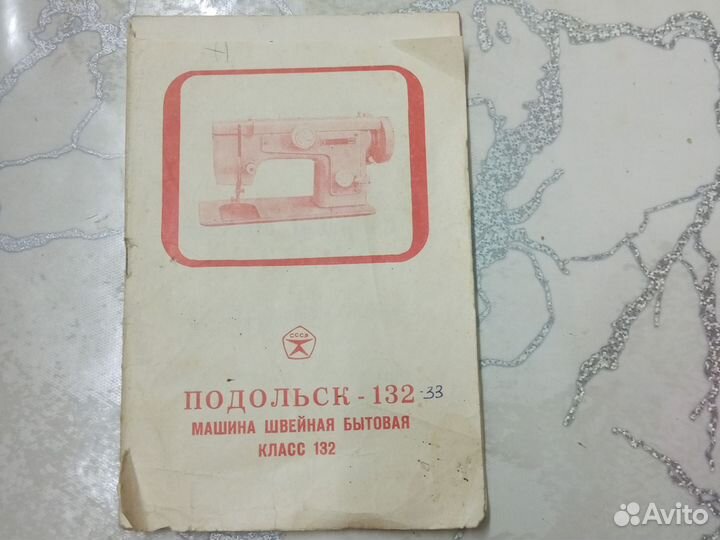 СССР
ПОДОЛЬСК - 132 -33
МАШИНА ШВЕЙНАЯ БЫТОВАЯ
КЛАСС 132
Avito